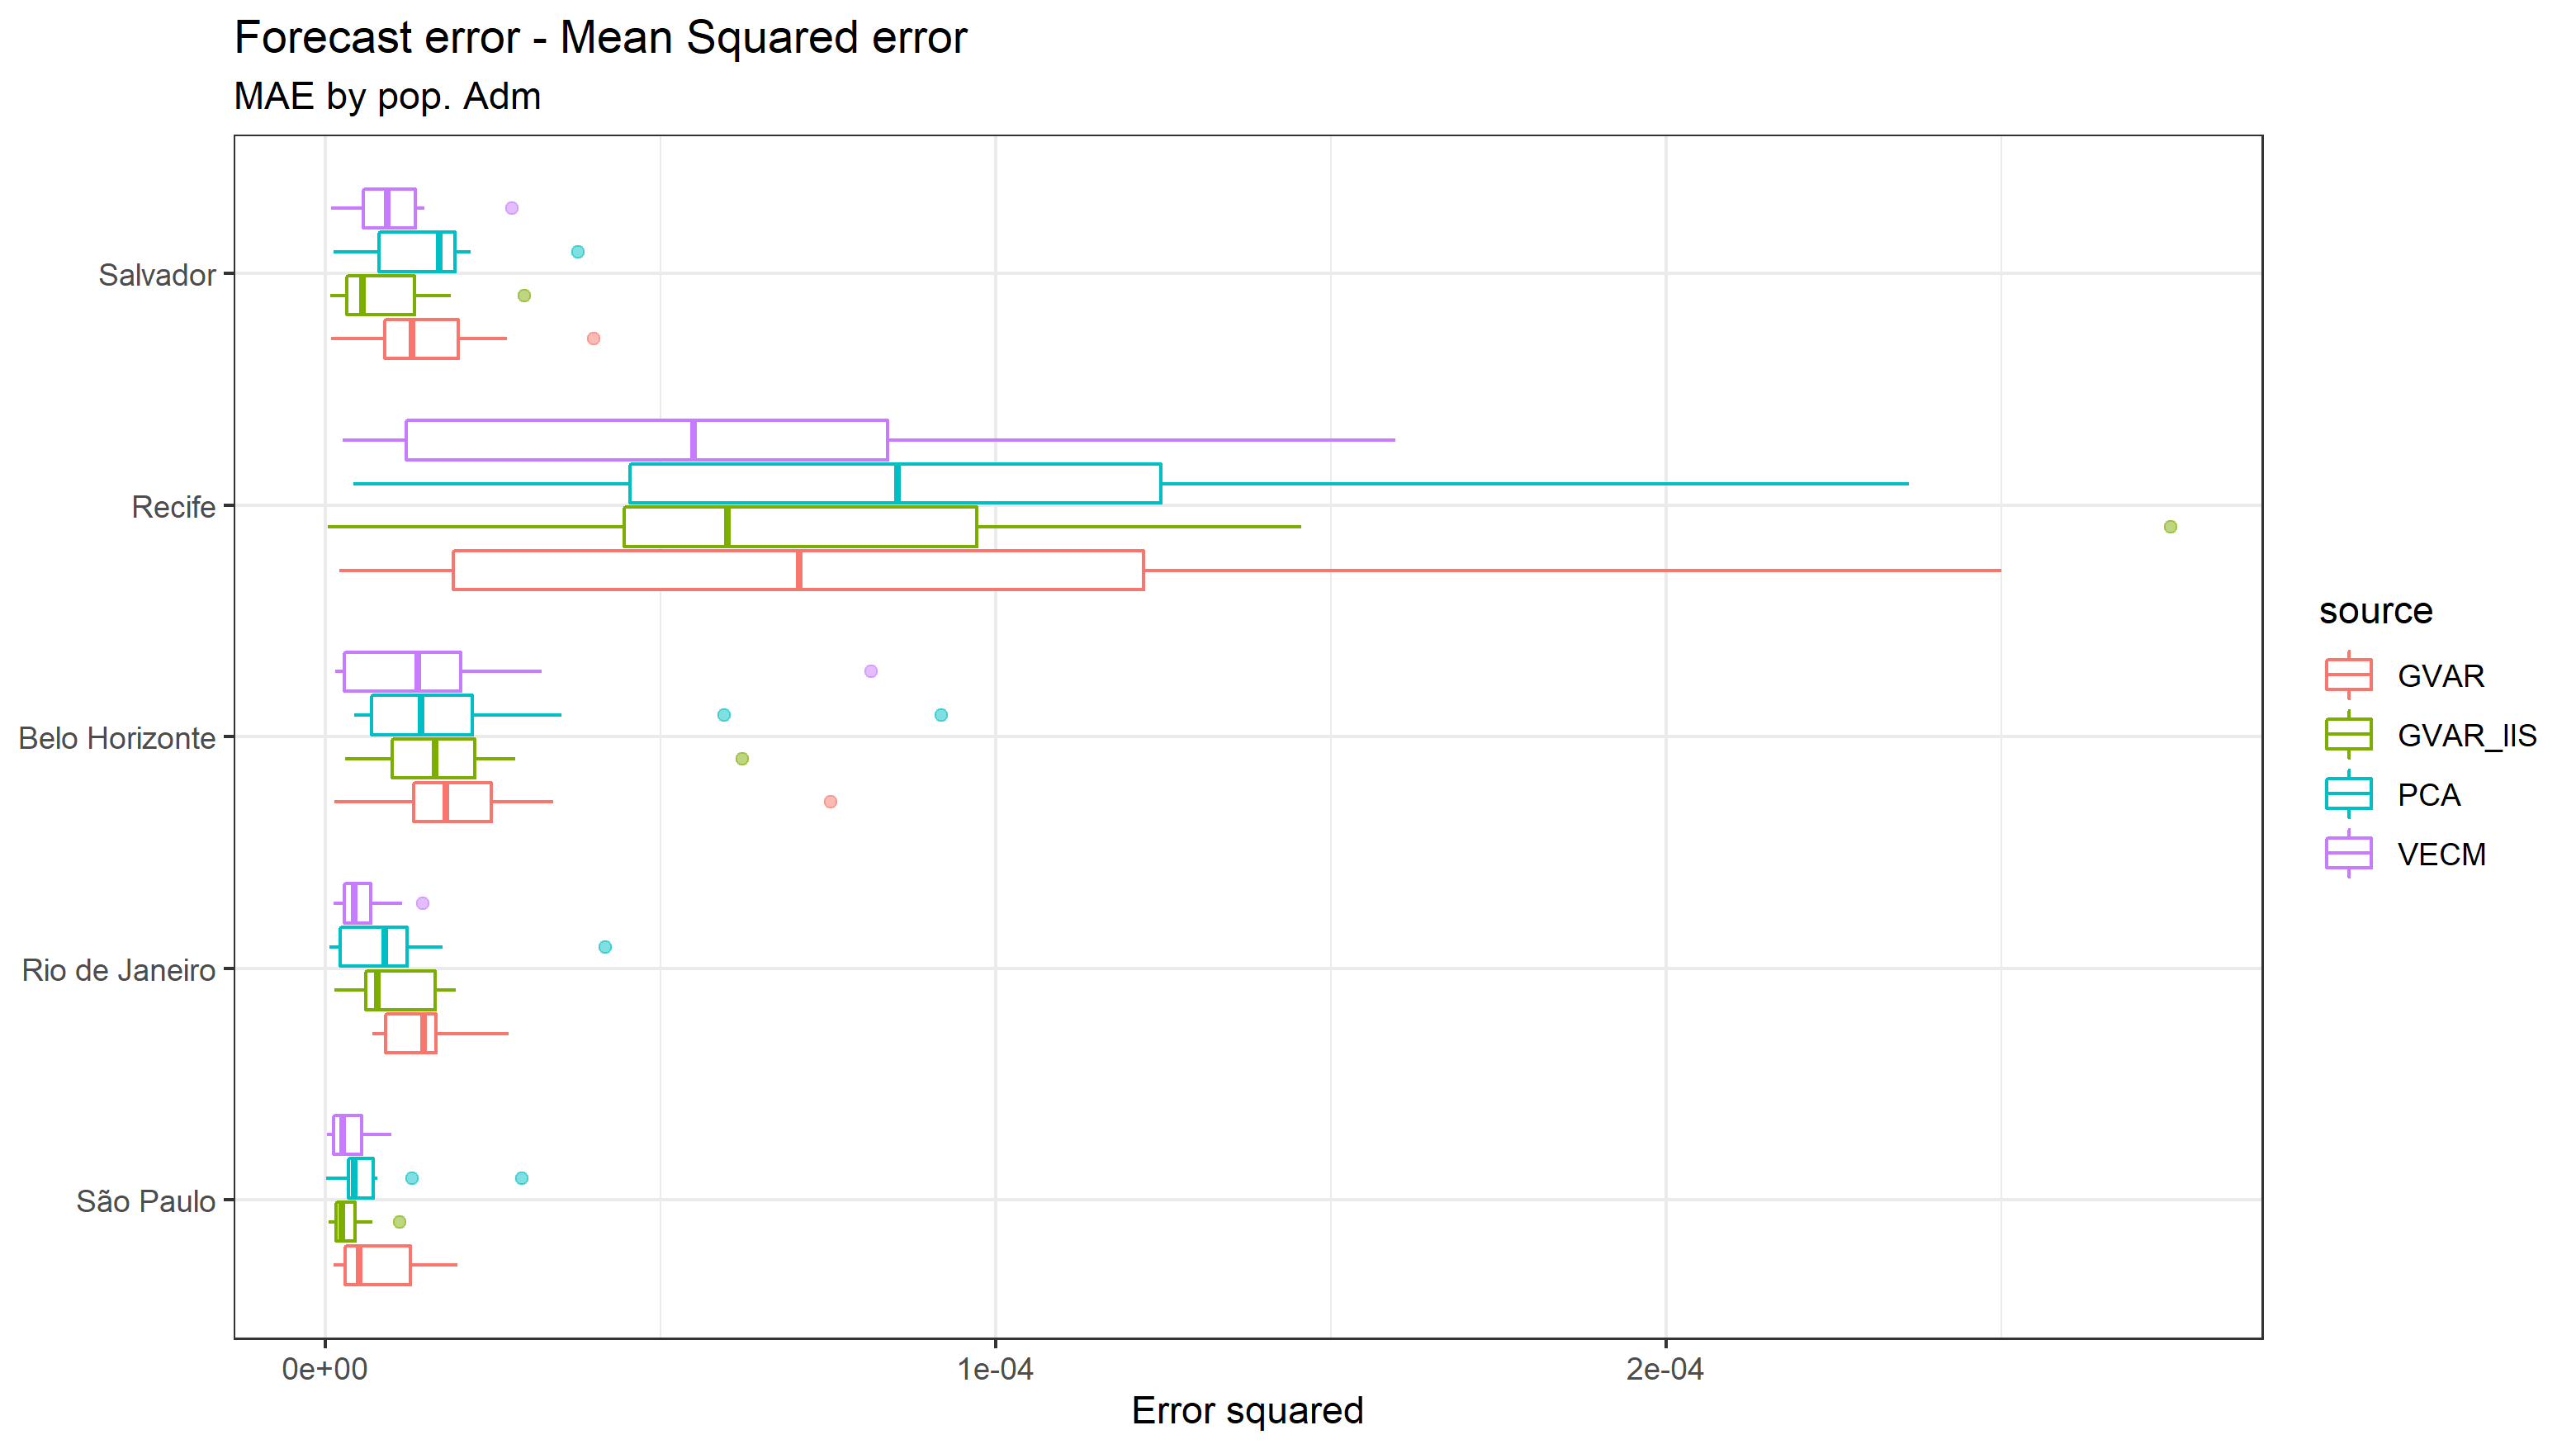 Forecast error - Mean Squared error
MAE by pop. Adm
Salvador
Recife
Belo Horizonte
Rio de Janeiro
São Paulo
0e+00
1e-04
2e-04
Error squared
source
GVAR
GVAR_IIS
PCA
VECM